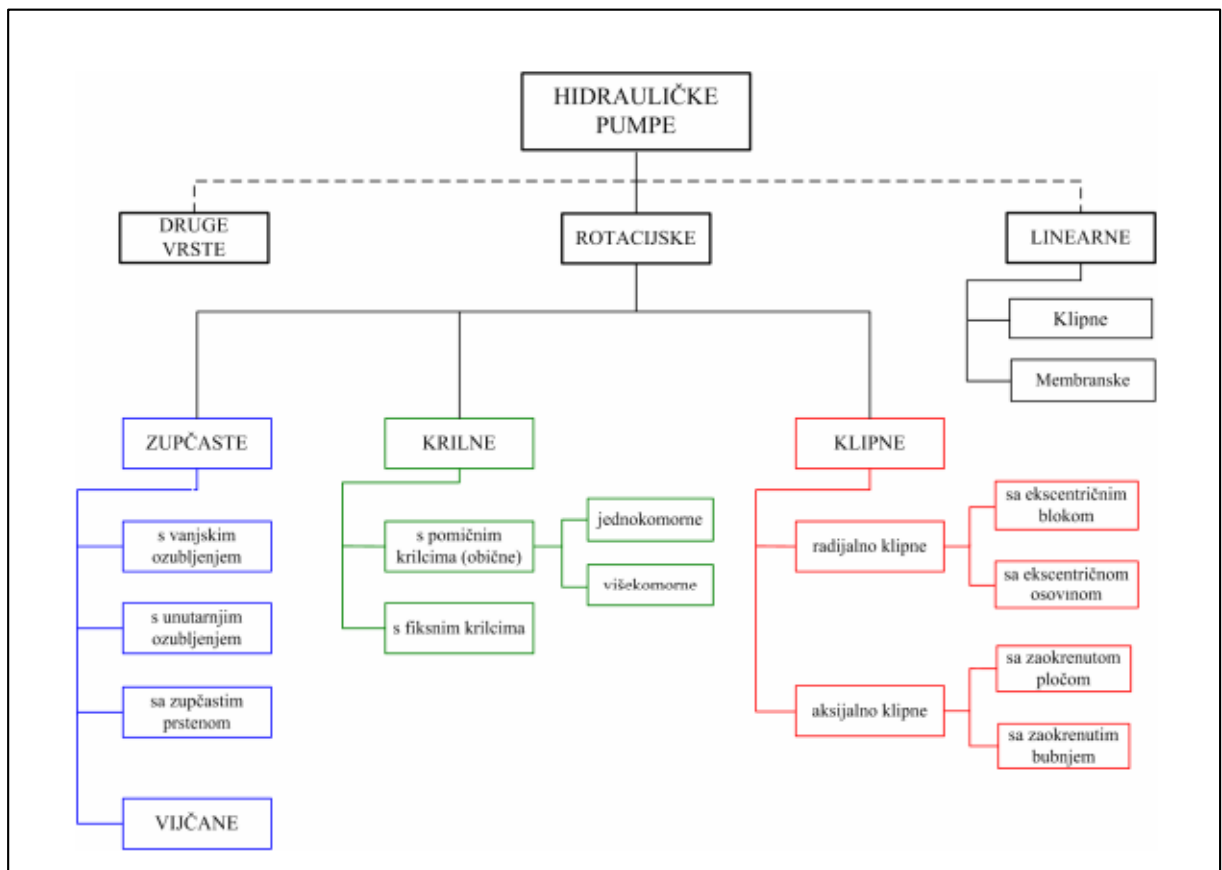 HIDRAULIČKE
PUMPE
DRUGE
VRSTE
ROTACIJSKE
LINEARNE
Klipne
Membranske
ZUPČASTE
s vanjskim
ozubljenjem
s unutarnjim
ozubljenjem
sa zupčastim
prstenom
VIJČANE
KRILNE
s pomičnim
krilcima (obične)
jednokomorne
višekomorne
s fiksnim krilcima
KLIPNE
radijalno klipne
sa ekscentričnim
blokom
sa ekscentričnom
osovinom
aksijalno klipne
sa zaokrenutom
pločom
sa zaokrenutim
bubnjem